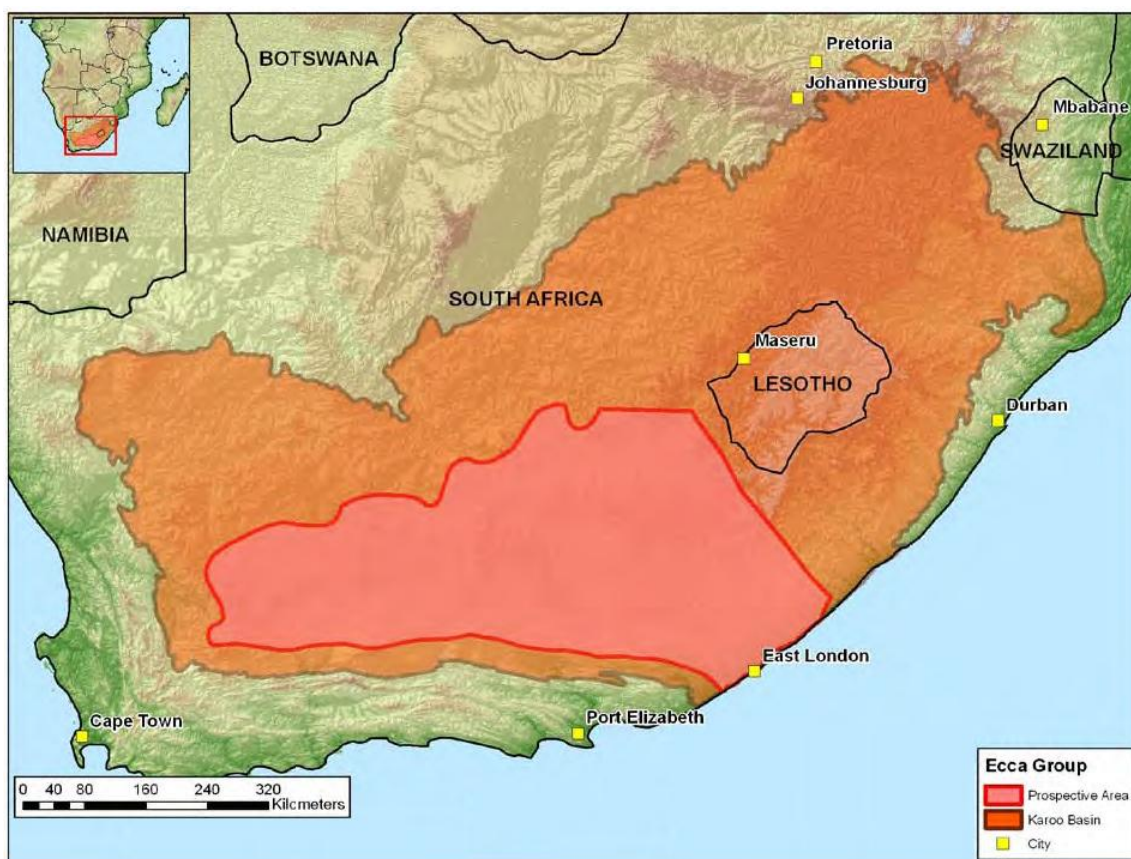 BOTSWANA
Pretoria
Johannesburg
Mbabane
SWAZILAND
NAMIBIA
SOUTH AFRICA
Maseru
LESOTHO
Durban
East London
Cape Town
Port Elizabeth
0 40 80 160 240 320
Kilcmeters
Ecca Group
Prospective Area
Karoo Basin
City